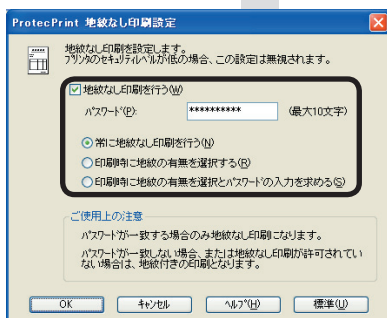 ProtecPrint 地紋なし印刷設定
地紋なし印刷を設定します。
プリンタのセキュリティレベルが低の場合、この設定は無視されます。
地紋なし印刷を行う(W)
パスワード(P): ********** (最大10文字)
常に地紋なし印刷を行う(N)
印刷時に地紋の有無を選択する(R)
印刷時に地紋の有無を選択とパスワードの入力を求める(S)
ご使用上の注意
パスワードが一致する場合のみ地紋なし印刷になります。
パスワードが一致しない場合、または地紋なし印刷が許可されてい
ない場合は、地紋付きの印刷となります。
OK キャンセル ヘルプ(H) 標準(U)